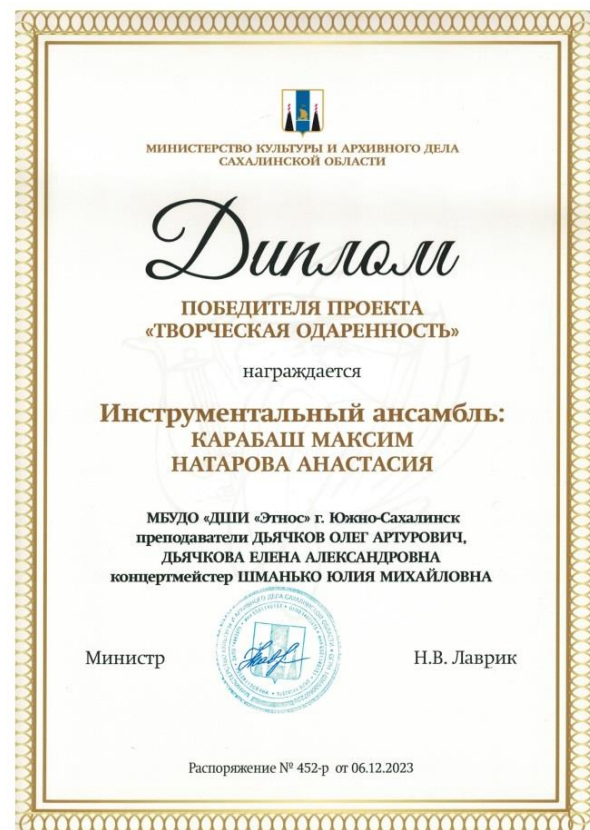 МИНИСТЕРСТВО КУЛЬТУРЫ И АРХИВНОГО ДЕЛА
САХАЛИНСКОЙ ОБЛАСТИ
Диплом
ПОБЕДИТЕЛЯ ПРОЕКТА
«ТВОРЧЕСКАЯ ОДАРЕННОСТЬ»
награждается
Инструментальный ансамбль:
КАРАБАШ МАКСИМ
НАТАРОВА АНАСТАСИЯ
МБУДО «ДШИ «Этнос» г. Южно-Сахалинск
преподаватели ДЬЯЧКОВ ОЛЕГ АРТУРОВИЧ,
ДЬЯЧКОВА ЕЛЕНА АЛЕКСАНДРОВНА
концертмейстер ШМАНЬКО ЮЛИЯ МИХАЙЛОВНА
Министр Н.В. Лаврик
Распоряжение № 452-р от 06.12.2023